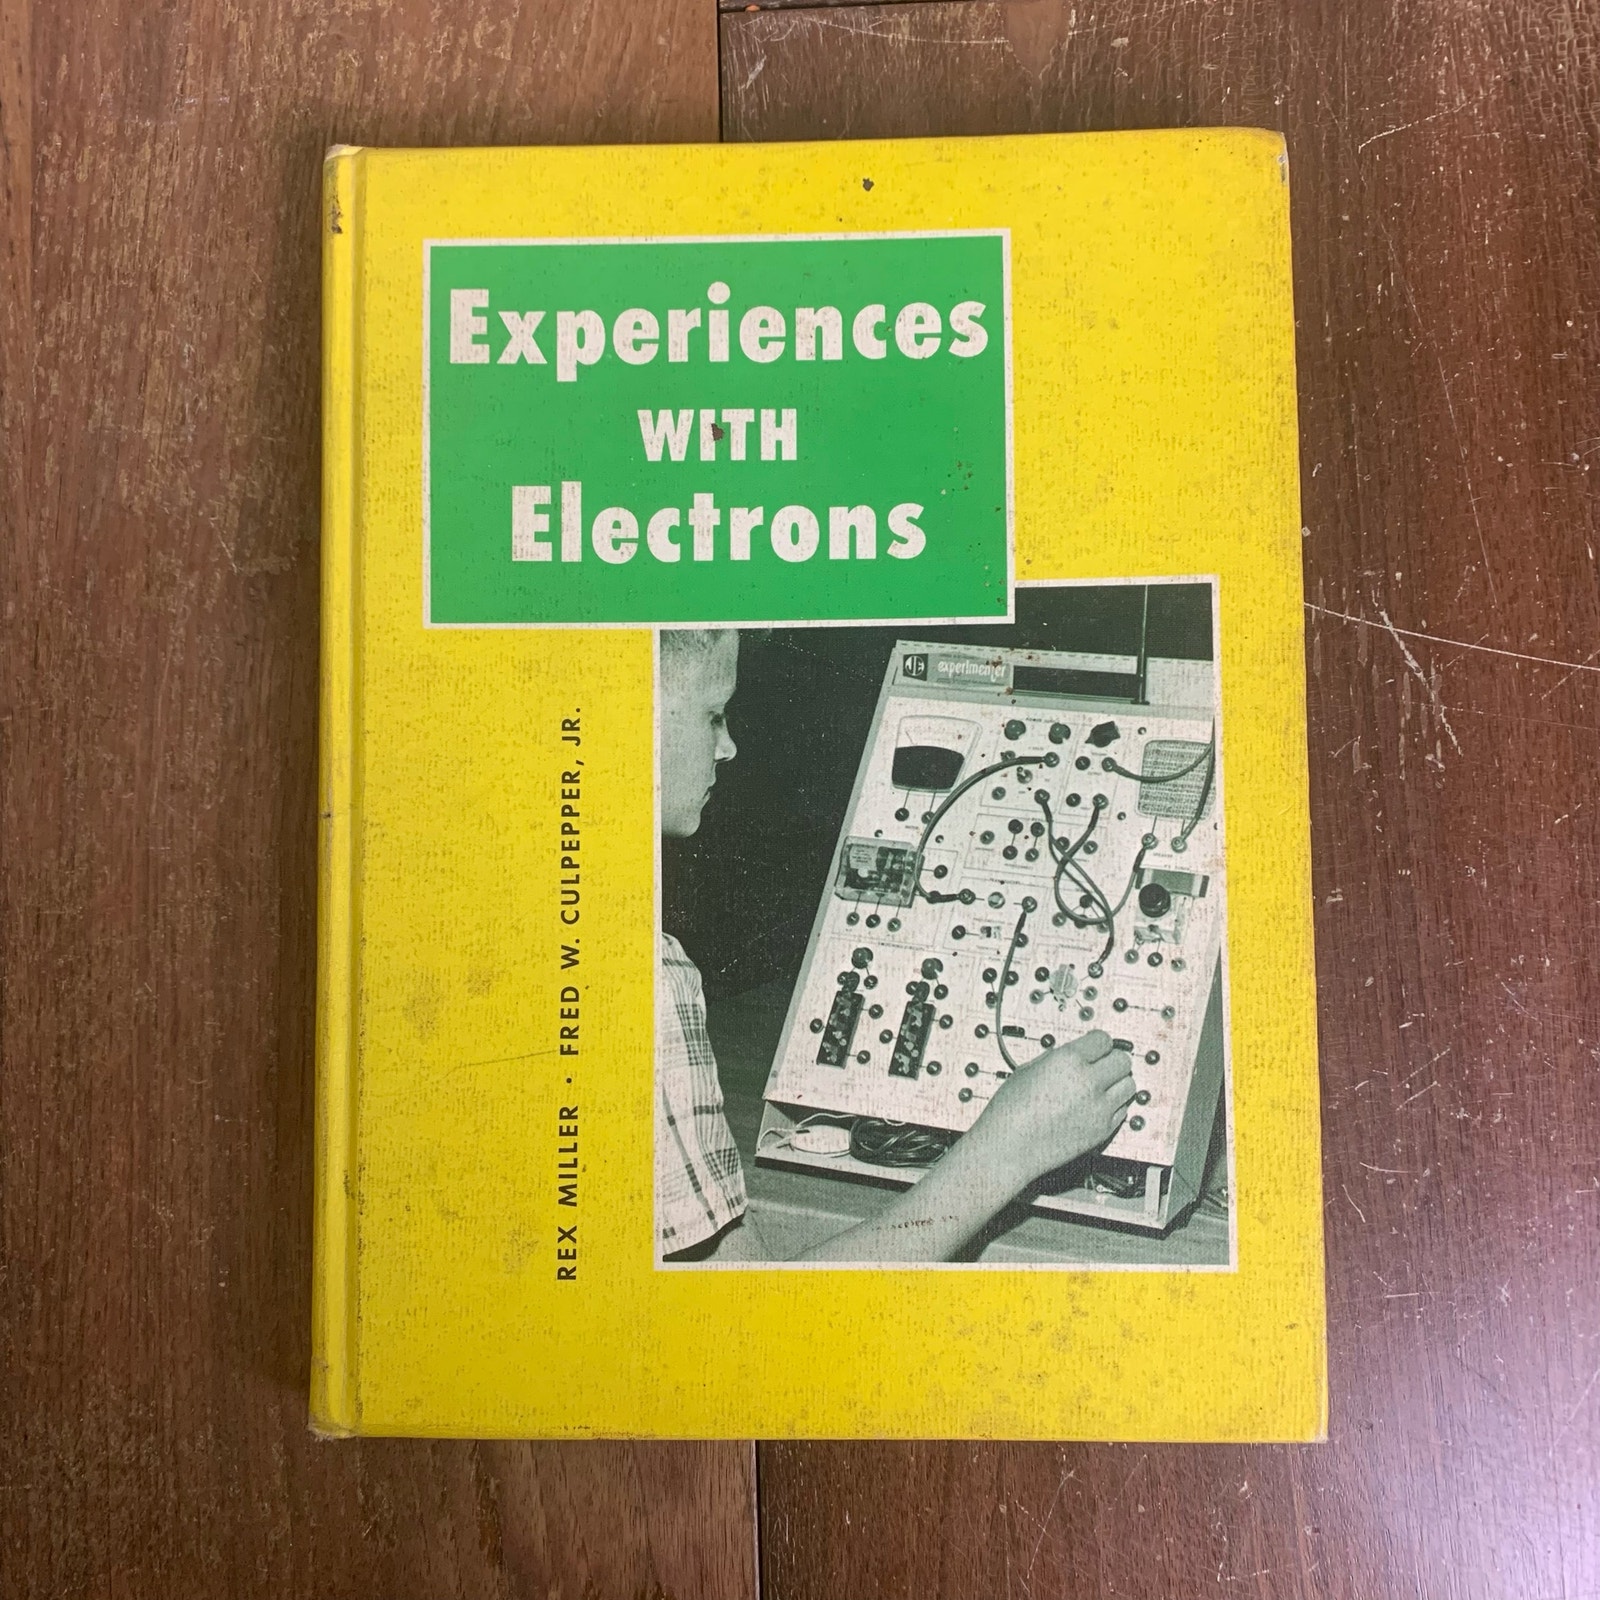 Experiences
WITH
Electrons
REX MILLER • FRED W. CULPEPPER, JR.
experimenter